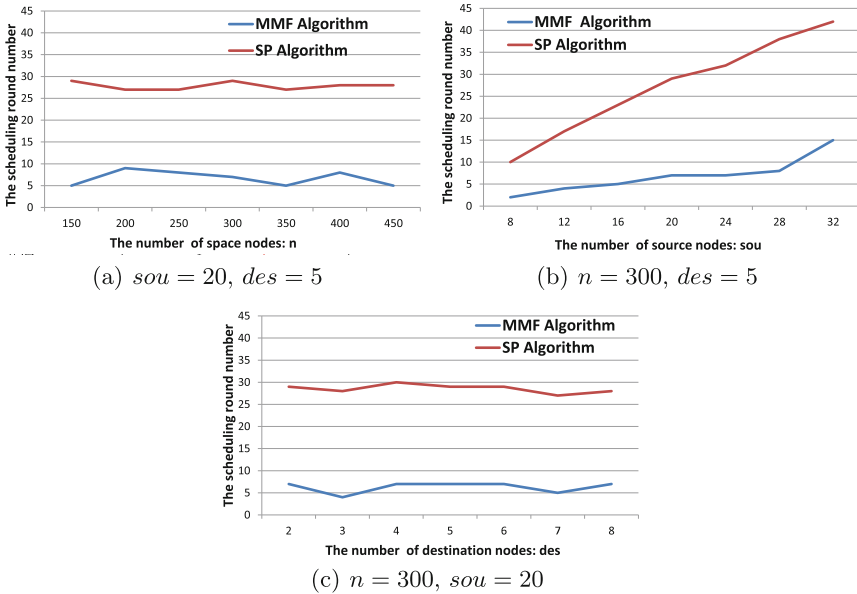 The scheduling round number
45
40
35
30
25
20
15
10
5
0
MMF Algorithm
SP Algorithm
150 200 250 300 350 400 450
The number of space nodes: n
(a) sou = 20, des = 5
The scheduling round number
45
40
35
30
25
20
15
10
5
0
MMF Algorithm
SP Algorithm
8 12 16 20 24 28 32
The number of source nodes: sou
(b) n = 300, des = 5
The scheduling round number
45
40
35
30
25
20
15
10
5
0
MMF Algorithm
SP Algorithm
2 3 4 5 6 7 8
The number of destination nodes: des
(c) n = 300, sou = 20